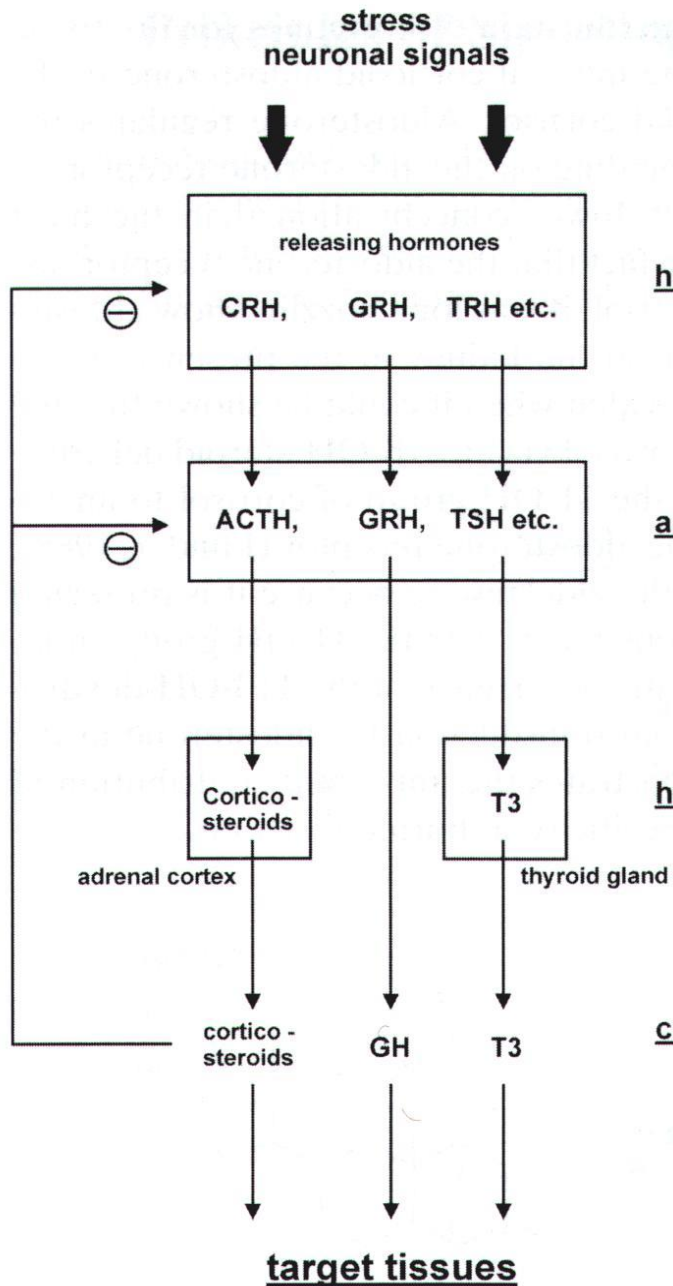 stress
neuronal signals
releasing hormones
CRH, GRH, TRH etc.
h
⊖
ACTH, GRH, TSH etc.
a
⊖
Cortico -
steroids
T3
h
adrenal cortex
thyroid gland
cortico -
steroids
GH
T3
c
target tissues